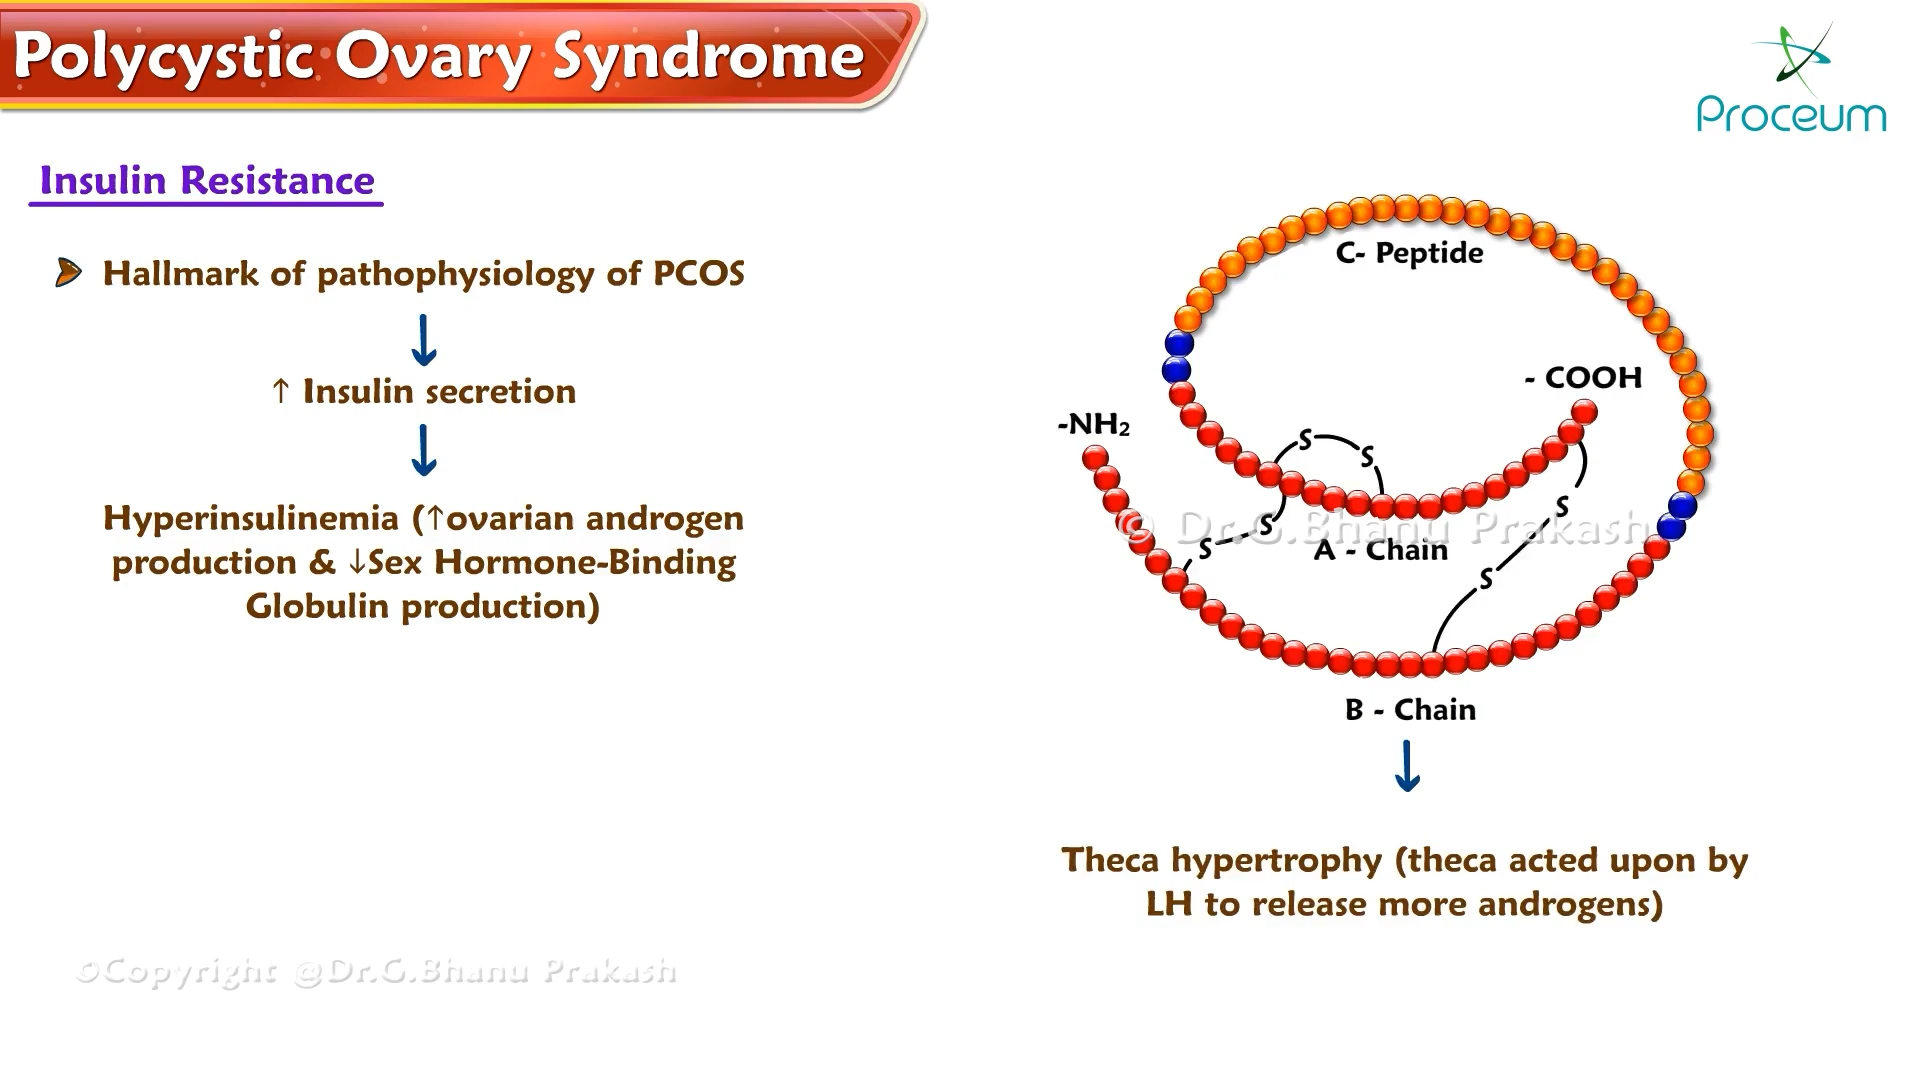 Polycystic Ovary Syndrome
Proceum
Insulin Resistance
Hallmark of pathophysiology of PCOS
↓
↑ Insulin secretion
↓
Hyperinsulinemia (↑ovarian androgen
production & ↓Sex Hormone-Binding
Globulin production)
C- Peptide
- COOH
-NH₂
S
S
S
S
S
S
© Dr.G.Bhanu Prakash
A - Chain
B - Chain
↓
Theca hypertrophy (theca acted upon by
LH to release more androgens)
©Copyright @Dr.G.Bhanu Prakash